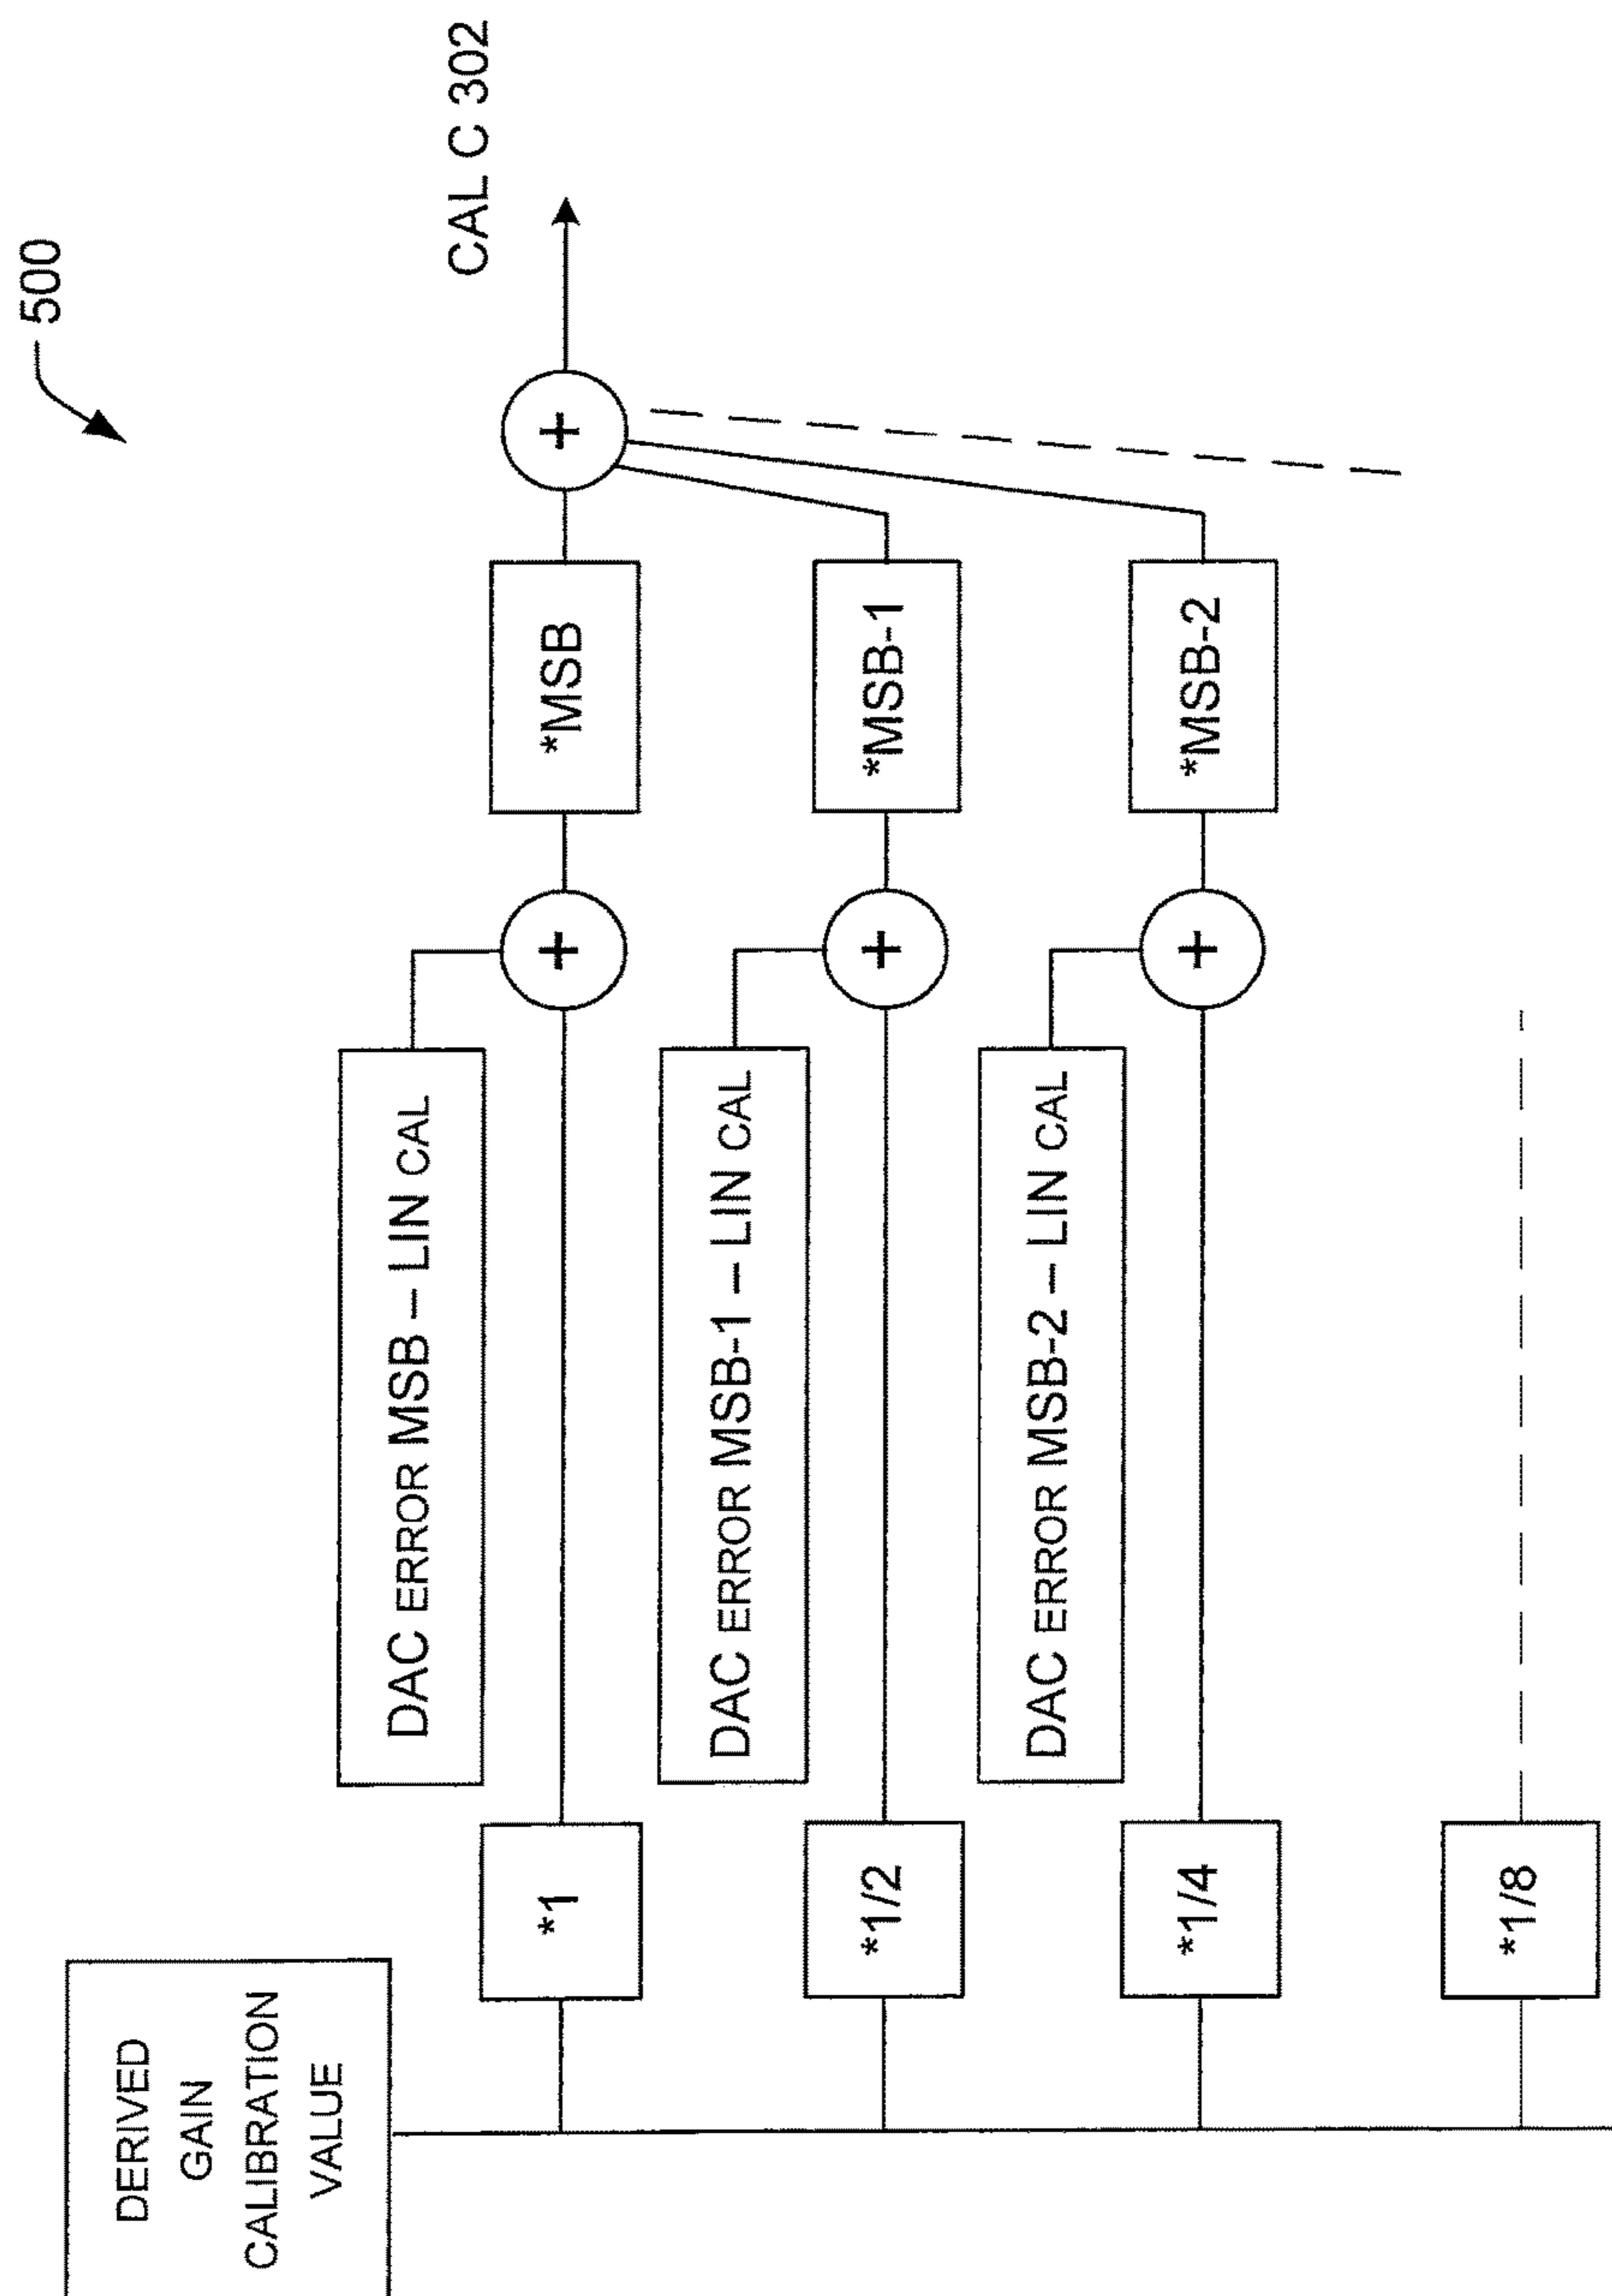 500
CAL C 302
DERIVED
GAIN
CALIBRATION
VALUE
*1
DAC ERROR MSB – LIN CAL
+
*MSB
+
*1/2
DAC ERROR MSB-1 – LIN CAL
+
*MSB-1
*1/4
DAC ERROR MSB-2 – LIN CAL
+
*MSB-2
*1/8